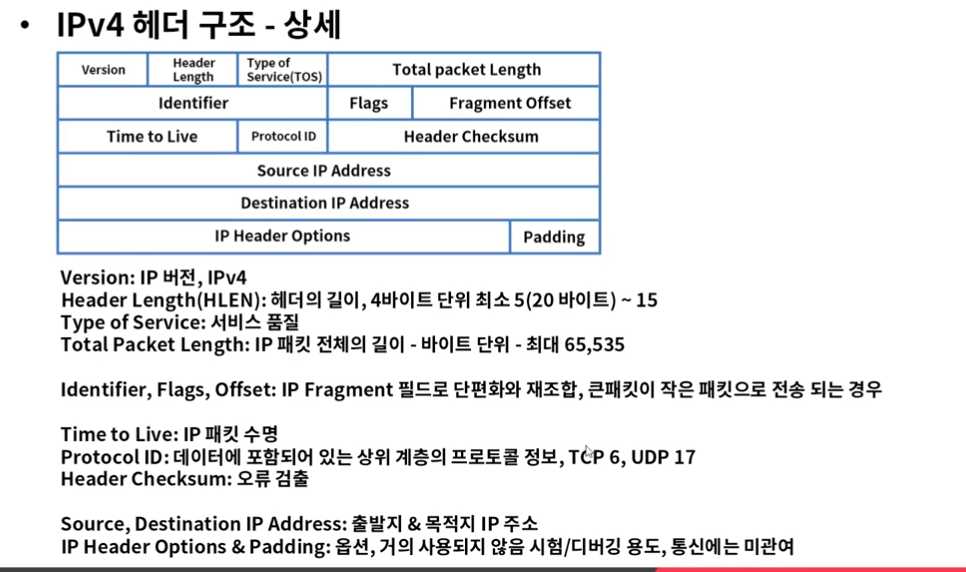 • IPv4 헤더 구조 - 상세
Version
Header
Length
Type of
Service(TOS)
Total packet Length
Identifier
Flags
Fragment Offset
Time to Live
Protocol ID
Header Checksum
Source IP Address
Destination IP Address
IP Header Options
Padding
Version: IP 버전, IPv4
Header Length(HLEN): 헤더의 길이, 4바이트 단위 최소 5(20 바이트) ~ 15
Type of Service: 서비스 품질
Total Packet Length: IP 패킷 전체의 길이 - 바이트 단위 - 최대 65,535
Identifier, Flags, Offset: IP Fragment 필드로 단편화와 재조합, 큰패킷이 작은 패킷으로 전송 되는 경우
Time to Live: IP 패킷 수명
Protocol ID: 데이터에 포함되어 있는 상위 계층의 프로토콜 정보, TCP 6, UDP 17
Header Checksum: 오류 검출
Source, Destination IP Address: 출발지 & 목적지 IP 주소
IP Header Options & Padding: 옵션, 거의 사용되지 않음 시험/디버깅 용도, 통신에는 미관여